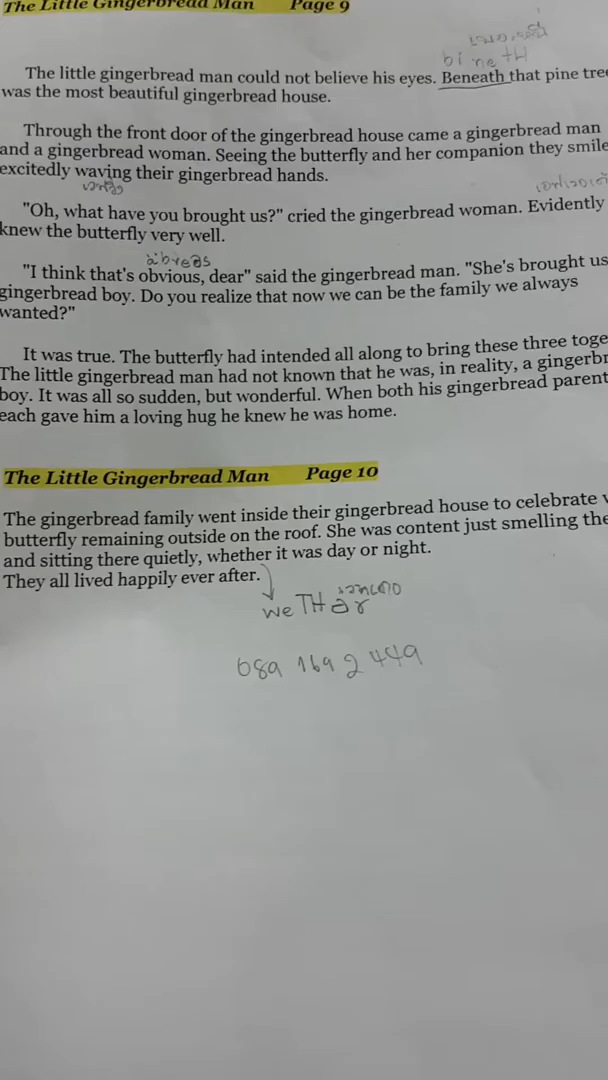 The Little Gingerbread Man Page 9
bi ne tH
The little gingerbread man could not believe his eyes. Beneath that pine tree
was the most beautiful gingerbread house.
Through the front door of the gingerbread house came a gingerbread man
and a gingerbread woman. Seeing the butterfly and her companion they smile
excitedly waving their gingerbread hands.
"Oh, what have you brought us?" cried the gingerbread woman. Evidently
knew the butterfly very well.
"I think that's obvious, dear" said the gingerbread man. "She's brought us
gingerbread boy. Do you realize that now we can be the family we always
wanted?"
It was true. The butterfly had intended all along to bring these three toge
The little gingerbread man had not known that he was, in reality, a gingerbr
boy. It was all so sudden, but wonderful. When both his gingerbread parent
each gave him a loving hug he knew he was home.
The Little Gingerbread Man Page 10
The gingerbread family went inside their gingerbread house to celebrate
butterfly remaining outside on the roof. She was content just smelling the
and sitting there quietly, whether it was day or night.
They all lived happily ever after.
we TH ər
089 169 2449